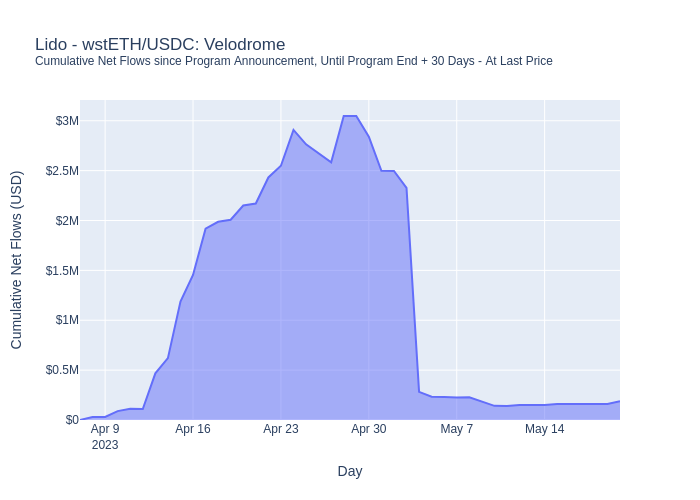 Lido - wstETH/USDC: Velodrome
Cumulative Net Flows since Program Announcement, Until Program End + 30 Days - At Last Price
Cumulative Net Flows (USD)
$3M
$2.5M
$2M
$1.5M
$1M
$0.5M
$0
Apr 9
2023
Apr 16
Apr 23
Apr 30
May 7
May 14
Day